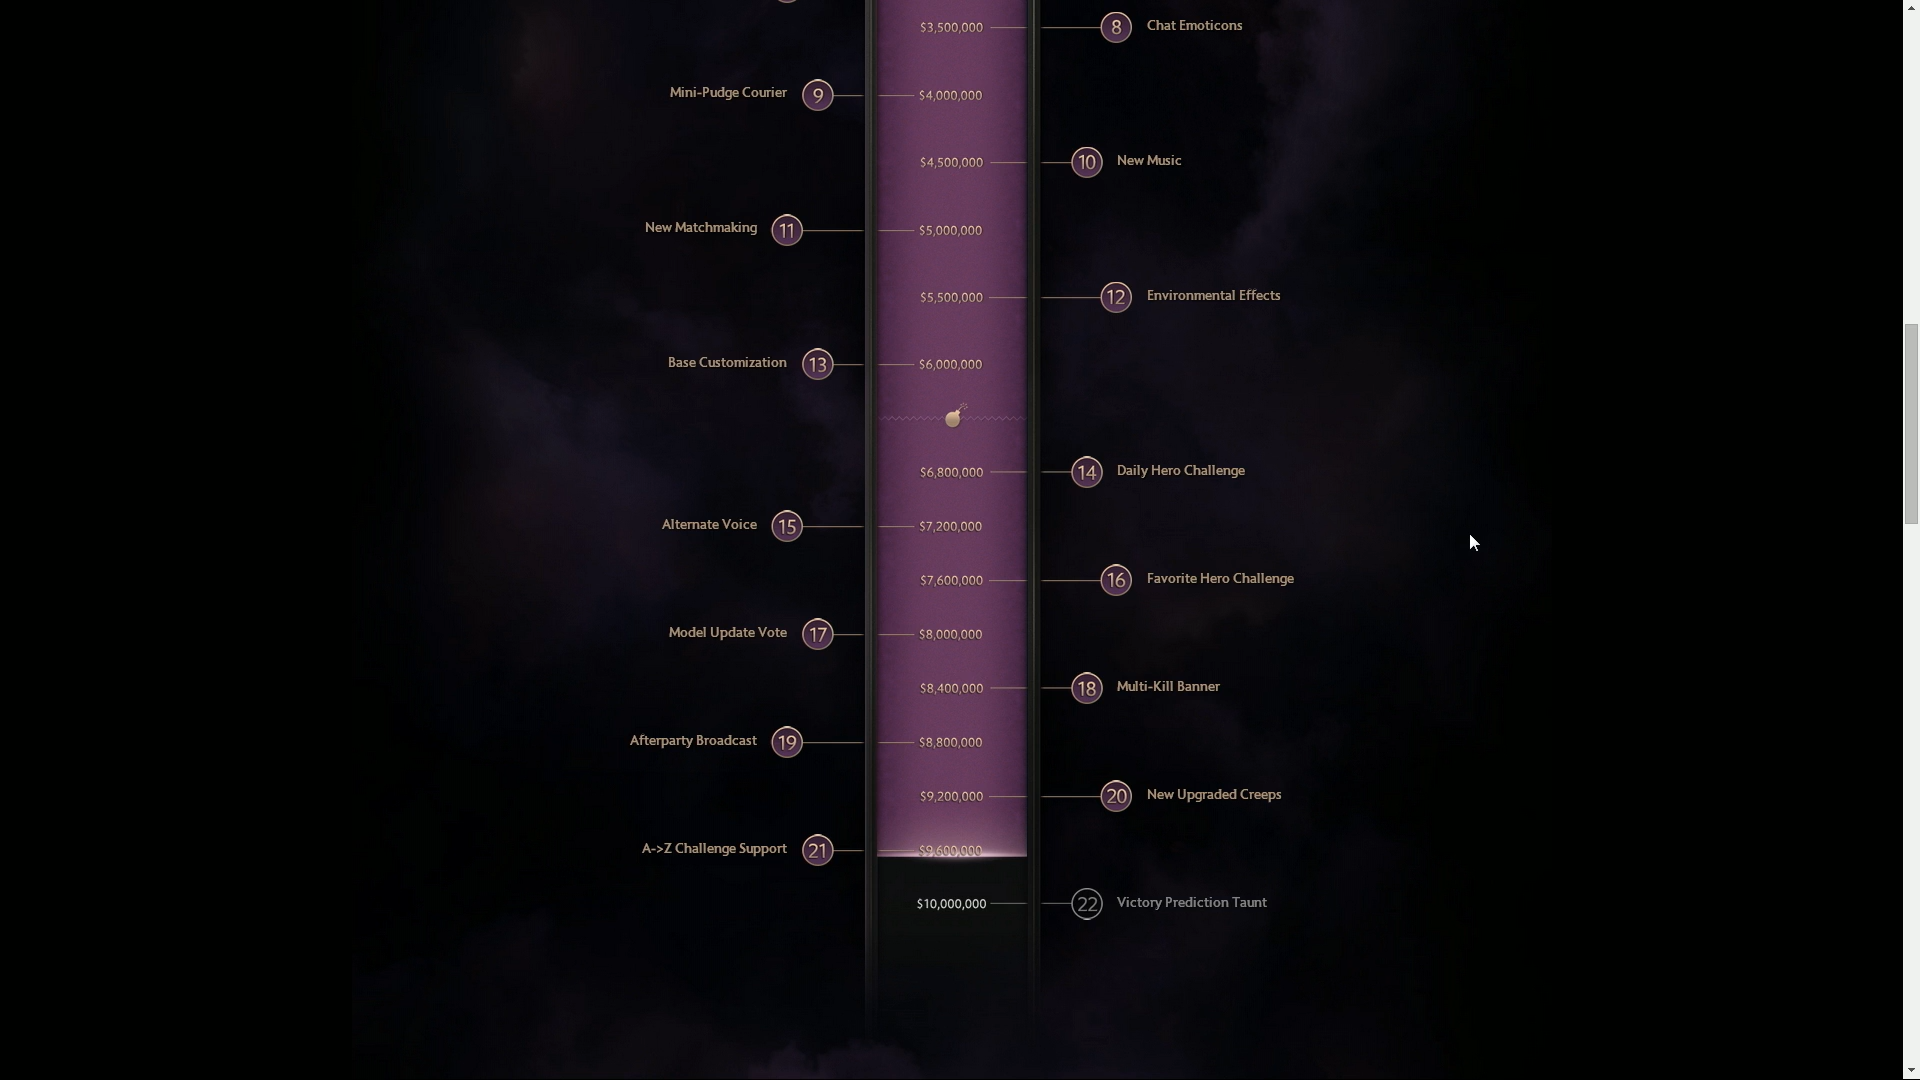 $3,500,000 8 Chat Emoticons
Mini-Pudge Courier 9 $4,000,000
$4,500,000 10 New Music
New Matchmaking 11 $5,000,000
$5,500,000 12 Environmental Effects
Base Customization 13 $6,000,000
$6,800,000 14 Daily Hero Challenge
Alternate Voice 15 $7,200,000
$7,600,000 16 Favorite Hero Challenge
Model Update Vote 17 $8,000,000
$8,400,000 18 Multi-Kill Banner
Afterparty Broadcast 19 $8,800,000
$9,200,000 20 New Upgraded Creeps
A->Z Challenge Support 21 $9,600,000
$10,000,000 22 Victory Prediction Taunt